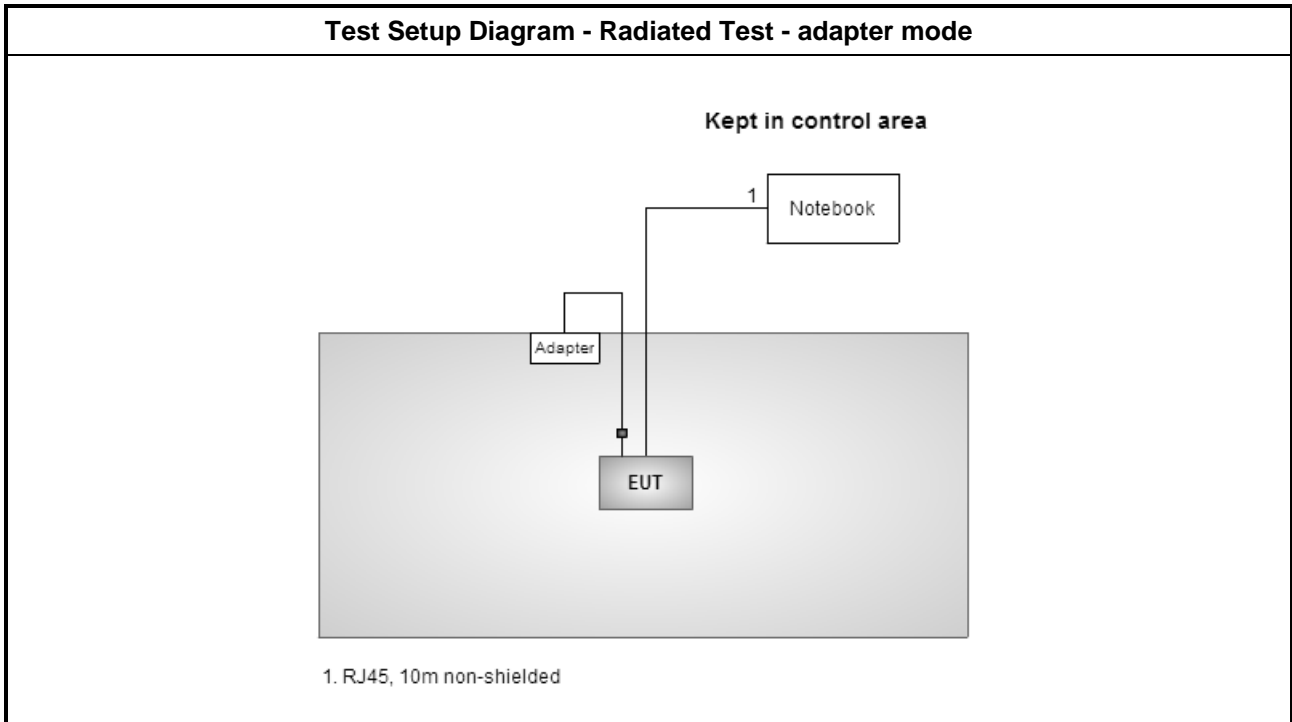 Test Setup Diagram - Radiated Test - adapter mode
Kept in control area
1
Notebook
Adapter
EUT
1. RJ45, 10m non-shielded